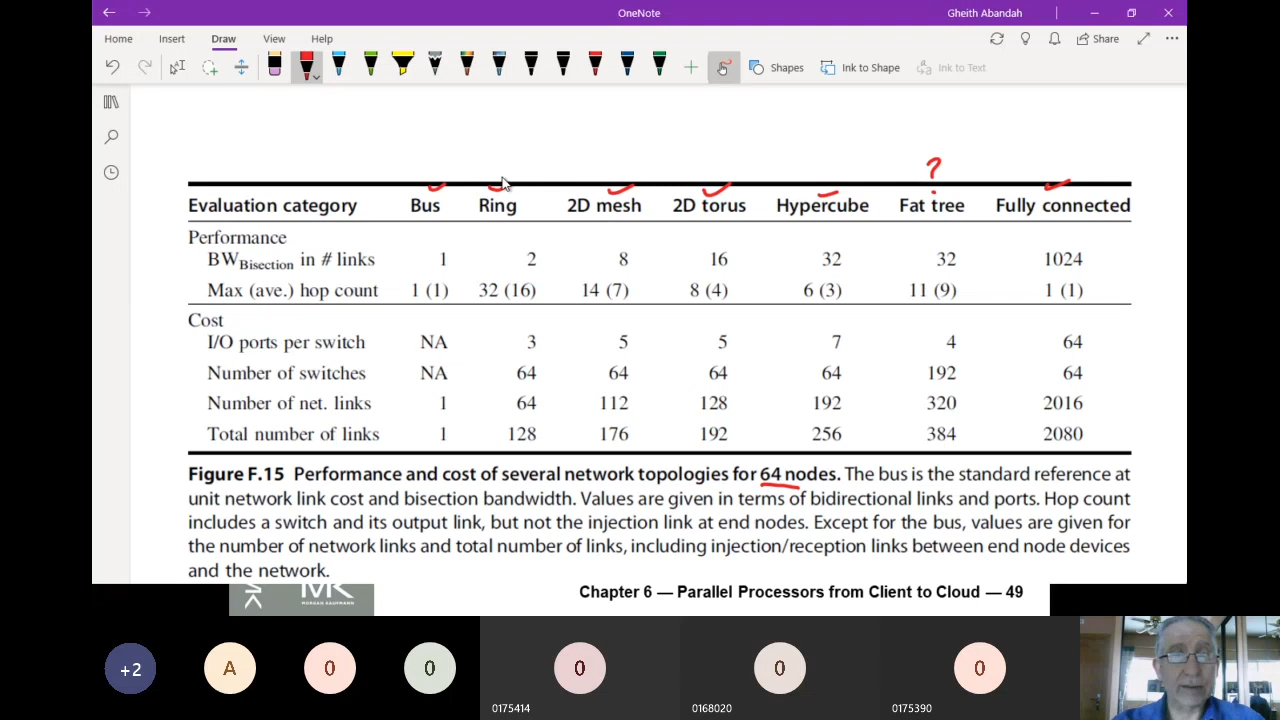 OneNote
Gheith Abandah
Home Insert Draw View Help
Share
Shapes
Ink to Shape
Ink to Text
?
Evaluation category Bus Ring 2D mesh 2D torus Hypercube Fat tree Fully connected
Performance
BWBisection in # links 1 2 8 16 32 32 1024
Max (ave.) hop count 1 (1) 32 (16) 14 (7) 8 (4) 6 (3) 11 (9) 1 (1)
Cost
I/O ports per switch NA 3 5 5 7 4 64
Number of switches NA 64 64 64 64 192 64
Number of net. links 1 64 112 128 192 320 2016
Total number of links 1 128 176 192 256 384 2080
Figure F.15 Performance and cost of several network topologies for 64 nodes. The bus is the standard reference at
unit network link cost and bisection bandwidth. Values are given in terms of bidirectional links and ports. Hop count
includes a switch and its output link, but not the injection link at end nodes. Except for the bus, values are given for
the number of network links and total number of links, including injection/reception links between end node devices
and the network.
MORGAN KAUFMANN
Chapter 6 — Parallel Processors from Client to Cloud — 49
+2 A 0 0 0 0 0
0175414 0168020 0175390